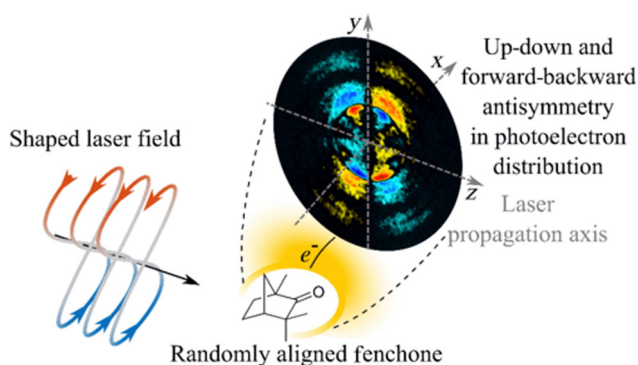 y
x
z
Up-down and
forward-backward
antisymmetry
in photoelectron
distribution
Laser
propagation axis
Shaped laser field
e-
O
Randomly aligned fenchone